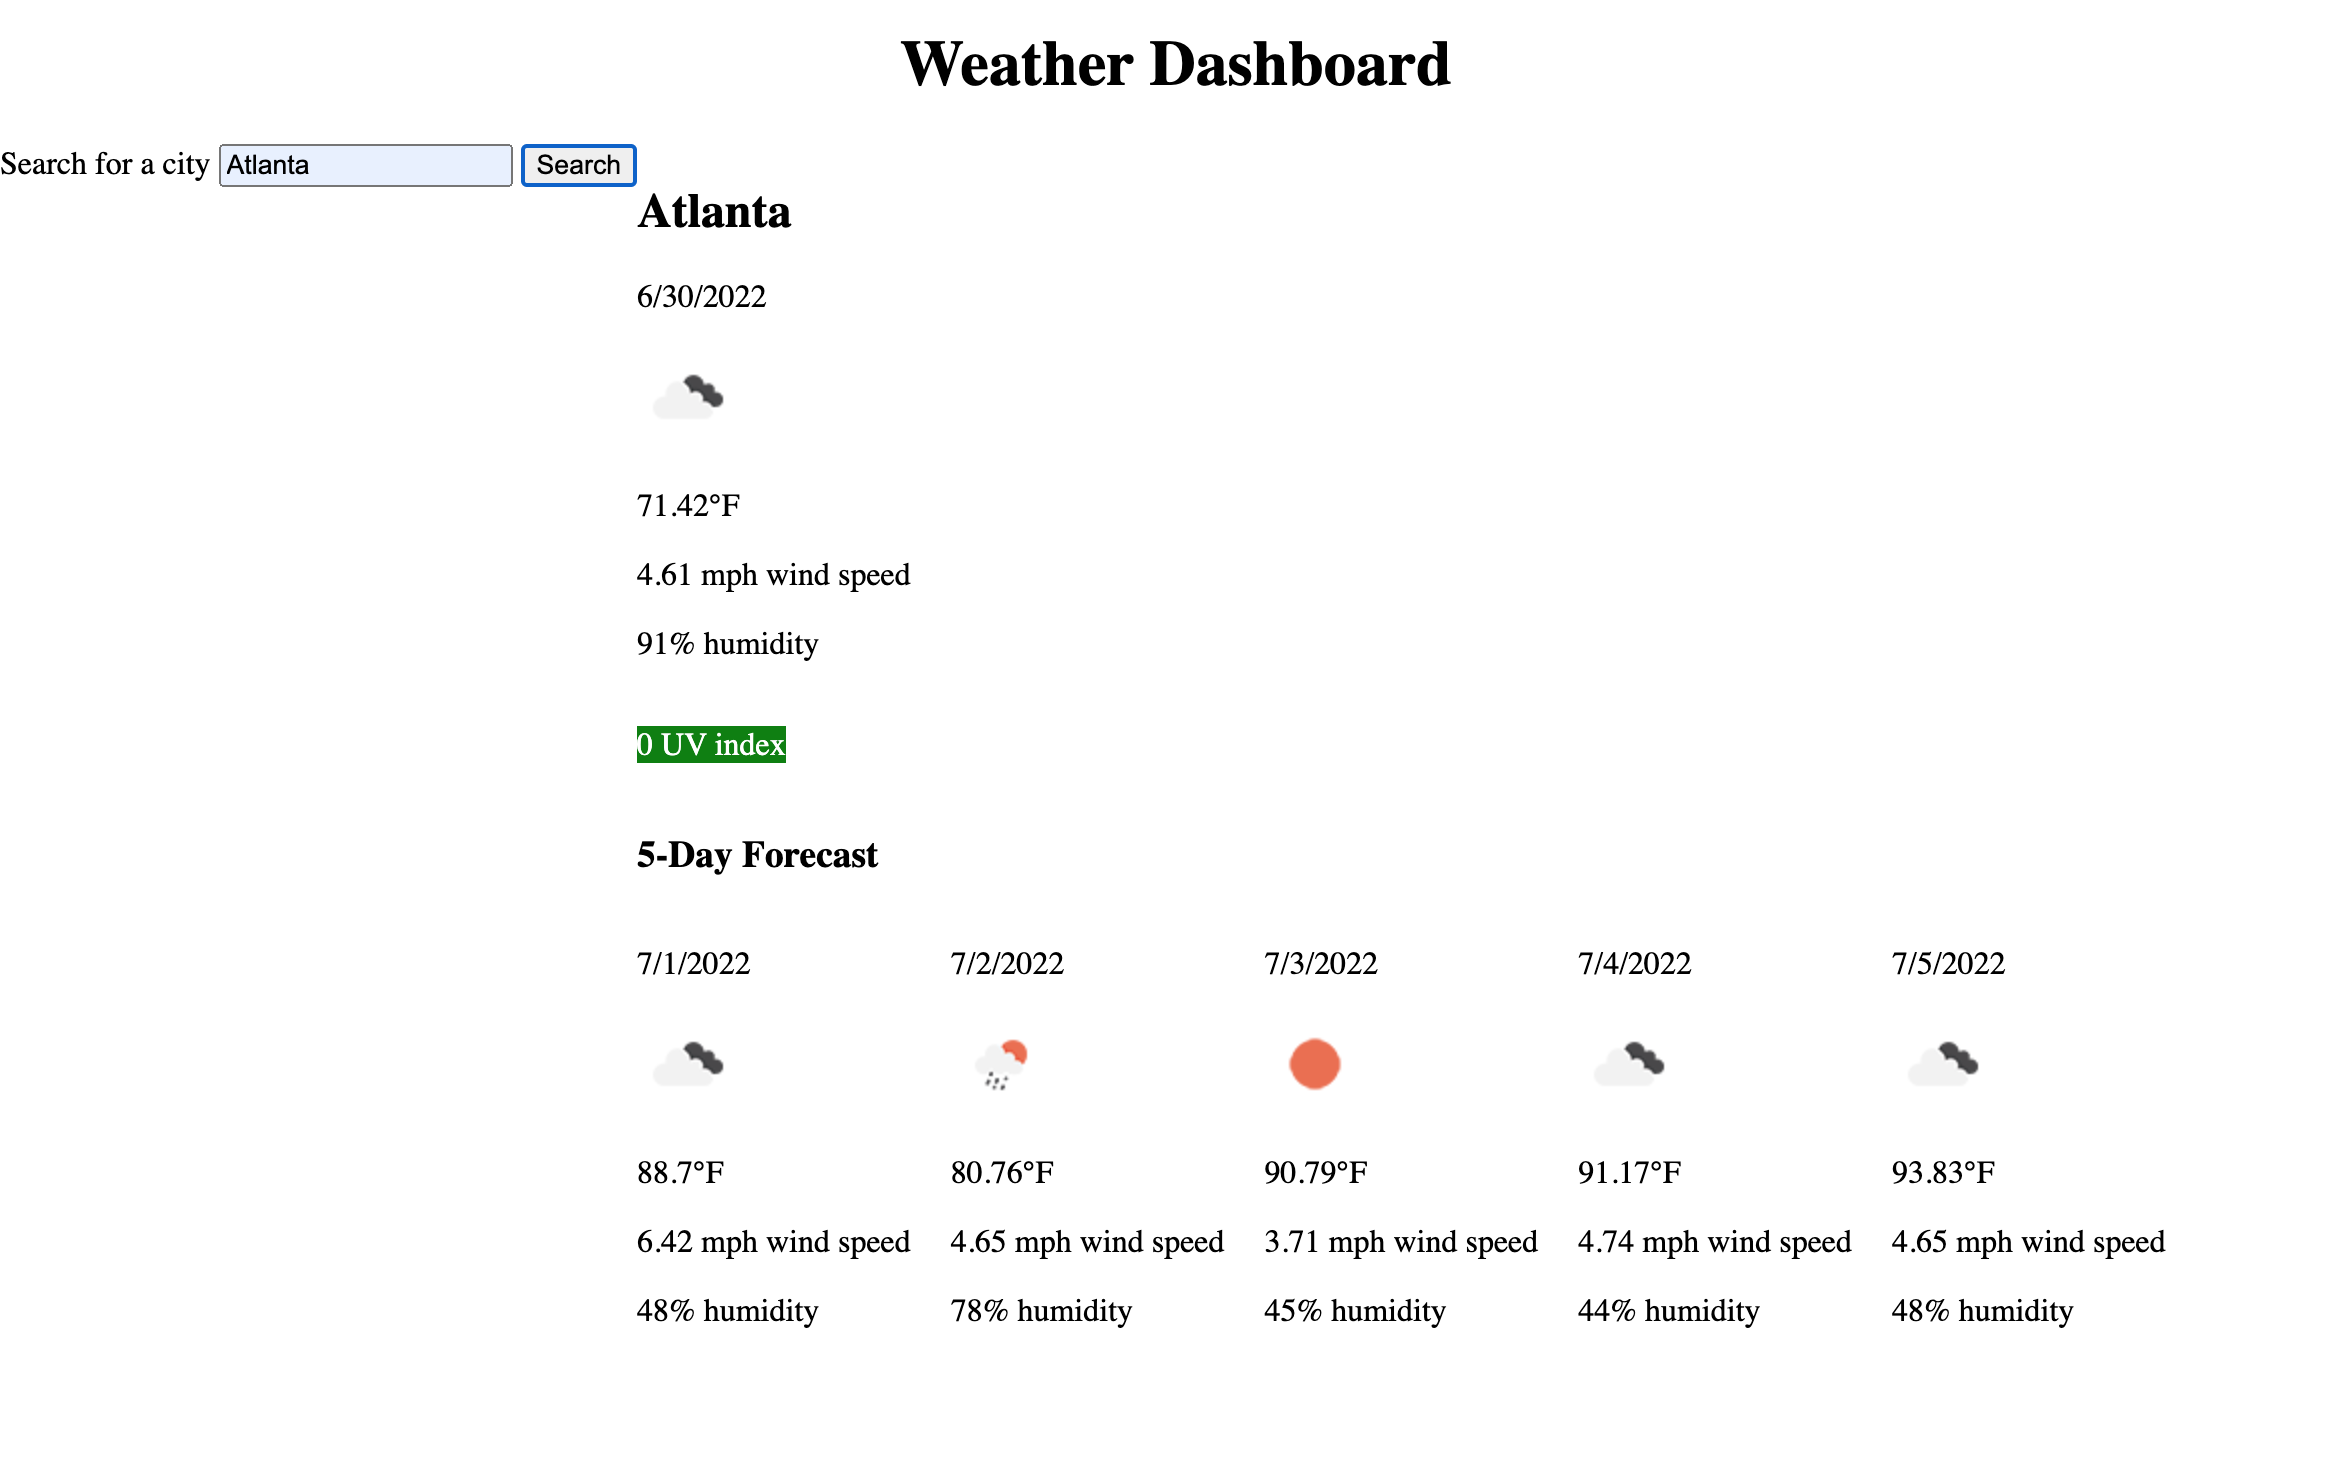 Weather Dashboard
Search for a city Atlanta Search
Atlanta
6/30/2022
71.42°F
4.61 mph wind speed
91% humidity
0 UV index
5-Day Forecast
7/1/2022 7/2/2022 7/3/2022 7/4/2022 7/5/2022
88.7°F 80.76°F 90.79°F 91.17°F 93.83°F
6.42 mph wind speed 4.65 mph wind speed 3.71 mph wind speed 4.74 mph wind speed 4.65 mph wind speed
48% humidity 78% humidity 45% humidity 44% humidity 48% humidity